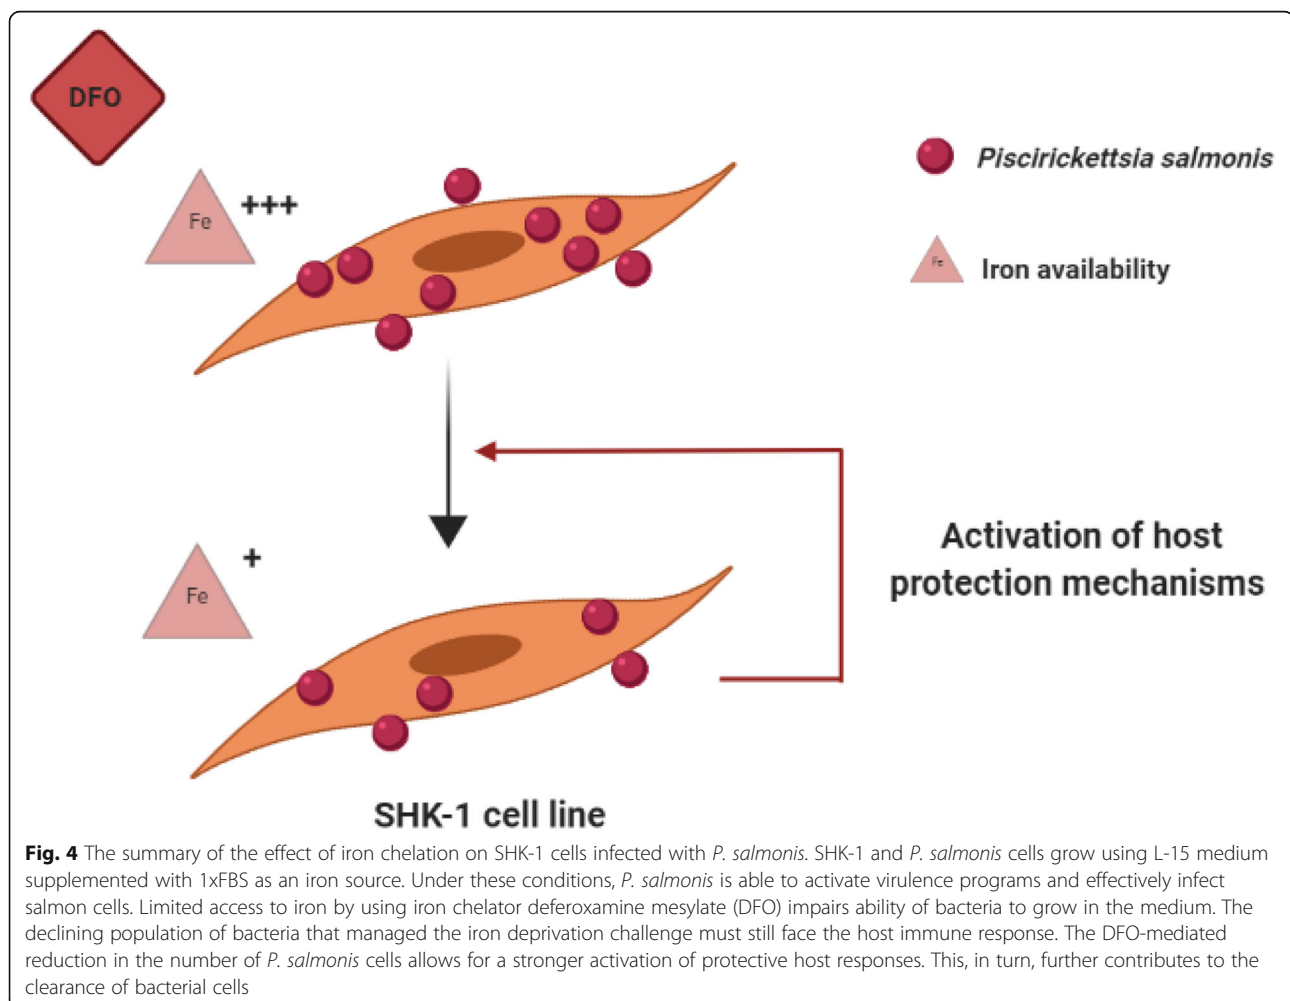 DFO
Fe
+++
Piscirickettsia salmonis
Fe
Iron availability
Fe
+
Activation of host
protection mechanisms
SHK-1 cell line
Fig. 4 The summary of the effect of iron chelation on SHK-1 cells infected with P. salmonis. SHK-1 and P. salmonis cells grow using L-15 medium
supplemented with 1xFBS as an iron source. Under these conditions, P. salmonis is able to activate virulence programs and effectively infect
salmon cells. Limited access to iron by using iron chelator deferoxamine mesylate (DFO) impairs ability of bacteria to grow in the medium. The
declining population of bacteria that managed the iron deprivation challenge must still face the host immune response. The DFO-mediated
reduction in the number of P. salmonis cells allows for a stronger activation of protective host responses. This, in turn, further contributes to the
clearance of bacterial cells